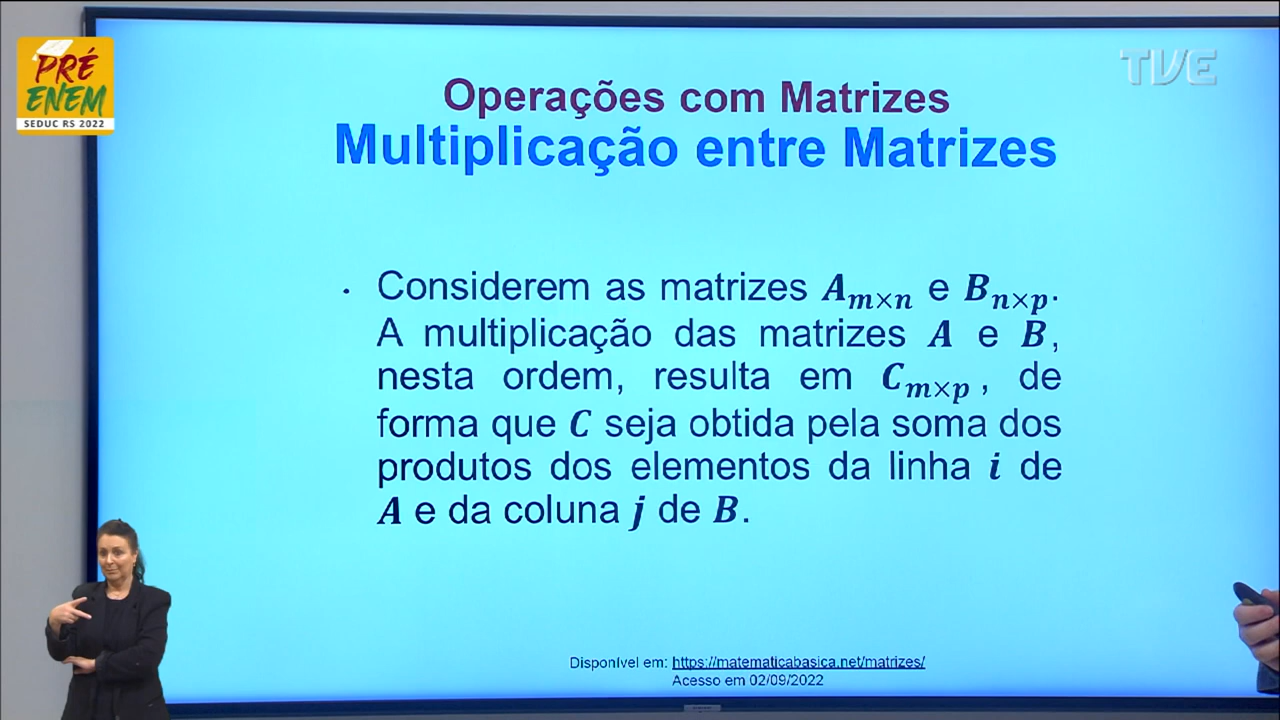 PRÉ
ENEM
SEDUC RS 2022
TVE
Operações com Matrizes
Multiplicação entre Matrizes
• Considerem as matrizes A_{m×n} e B_{n×p}.
A multiplicação das matrizes A e B,
nesta ordem, resulta em C_{m×p} , de
forma que C seja obtida pela soma dos
produtos dos elementos da linha i de
A e da coluna j de B.
Disponível em: https://matematicabasica.net/matrizes/
Acesso em 02/09/2022